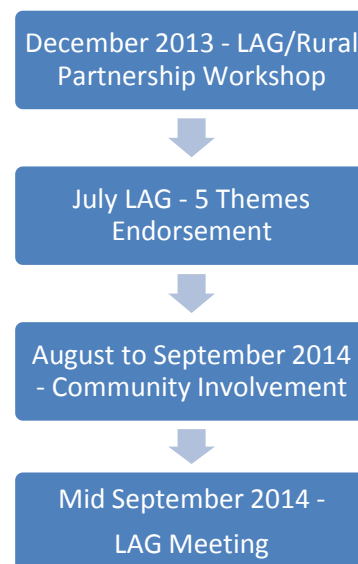 December 2013 - LAG/Rural
Partnership Workshop
July LAG - 5 Themes
Endorsement
August to September 2014
- Community Involvement
Mid September 2014 -
LAG Meeting